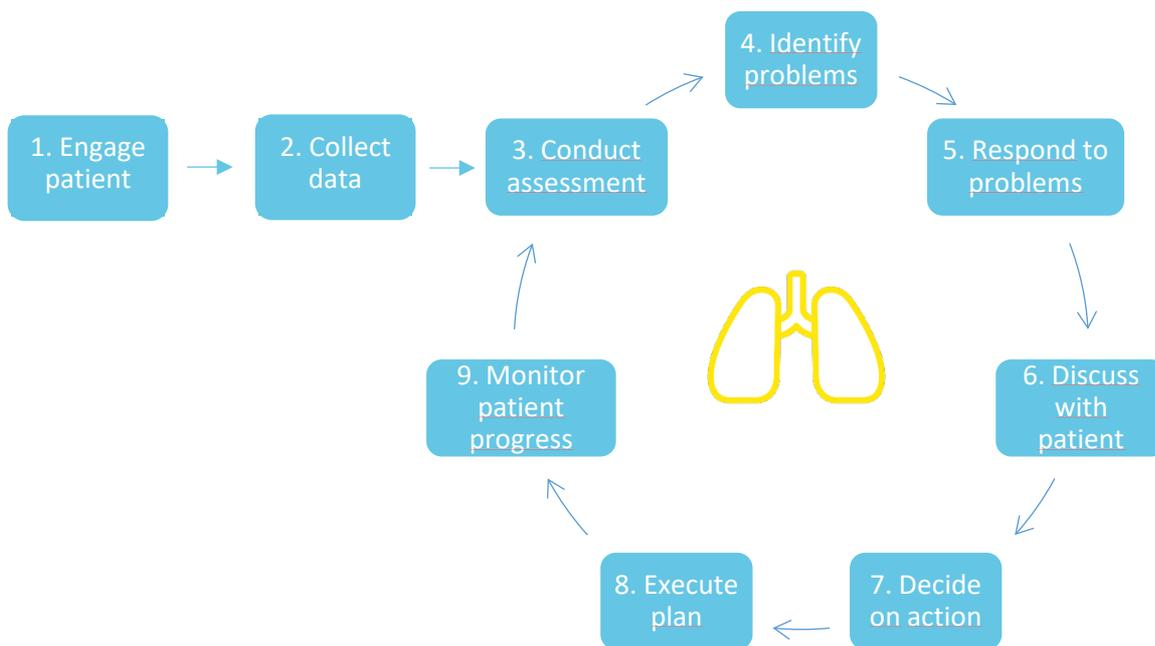 1. Engage
patient
2. Collect
data
3. Conduct
assessment
4. Identify
problems
5. Respond to
problems
6. Discuss
with
patient
7. Decide
on action
8. Execute
plan
9. Monitor
patient
progress